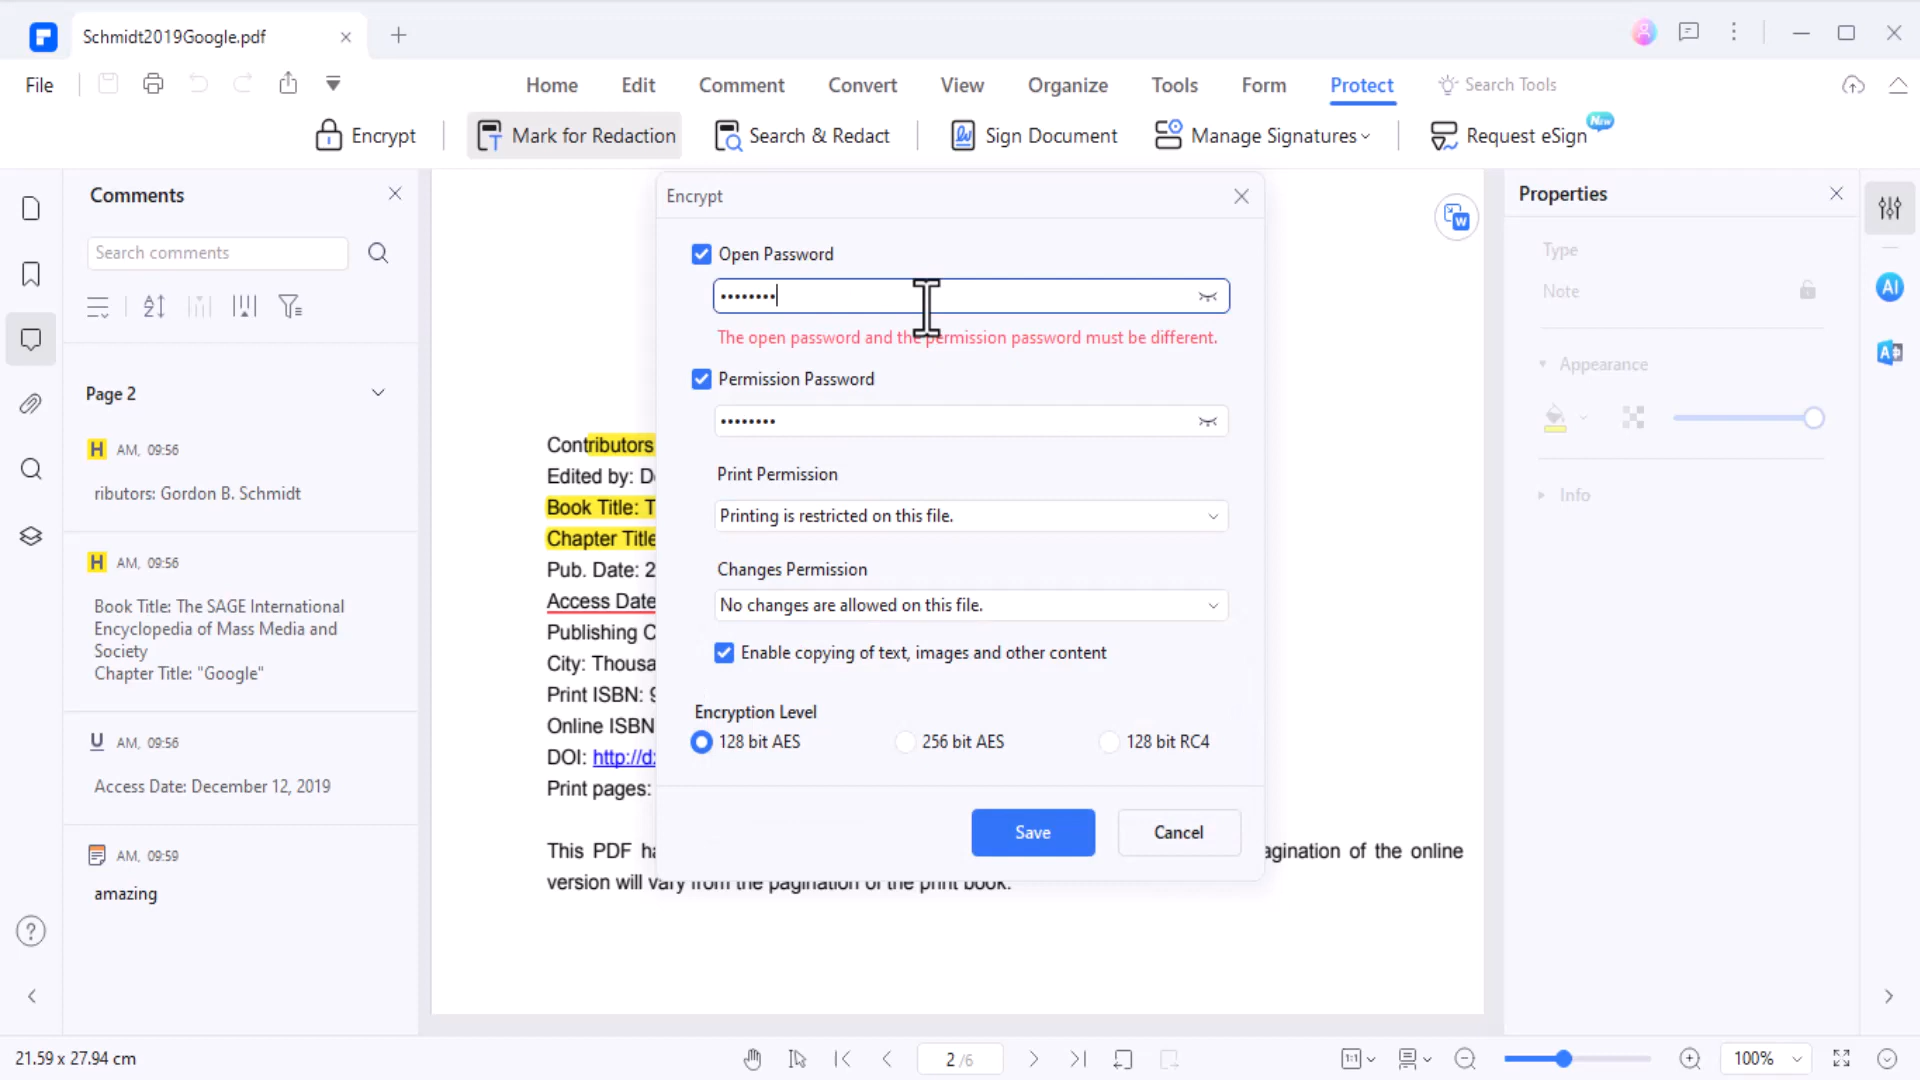 Schmidt2019Google.pdf
File
Home
Edit
Comment
Convert
View
Organize
Tools
Form
Protect
Search Tools
Encrypt
Mark for Redaction
Search & Redact
Sign Document
Manage Signatures
Request eSign
New
Comments
Search comments
Page 2
H AM, 09:56
ributors: Gordon B. Schmidt
H AM, 09:56
Book Title: The SAGE International
Encyclopedia of Mass Media and
Society
Chapter Title: "Google"
U AM, 09:56
Access Date: December 12, 2019
AM, 09:59
amazing
Contributors
Edited by: D
Book Title: T
Chapter Title
Pub. Date: 2
Access Date
Publishing C
City: Thousa
Print ISBN: 9
Online ISBN
DOI: http://d
Print pages:
This PDF ha
agination of the online
version will vary from the pagination of the print book.
Encrypt
Open Password
••••••••
The open password and the permission password must be different.
Permission Password
••••••••
Print Permission
Printing is restricted on this file.
Changes Permission
No changes are allowed on this file.
Enable copying of text, images and other content
Encryption Level
128 bit AES
256 bit AES
128 bit RC4
Save
Cancel
Properties
Type
Note
Appearance
Info
W
AI
A
21.59 x 27.94 cm
2 /6
1:1
100%